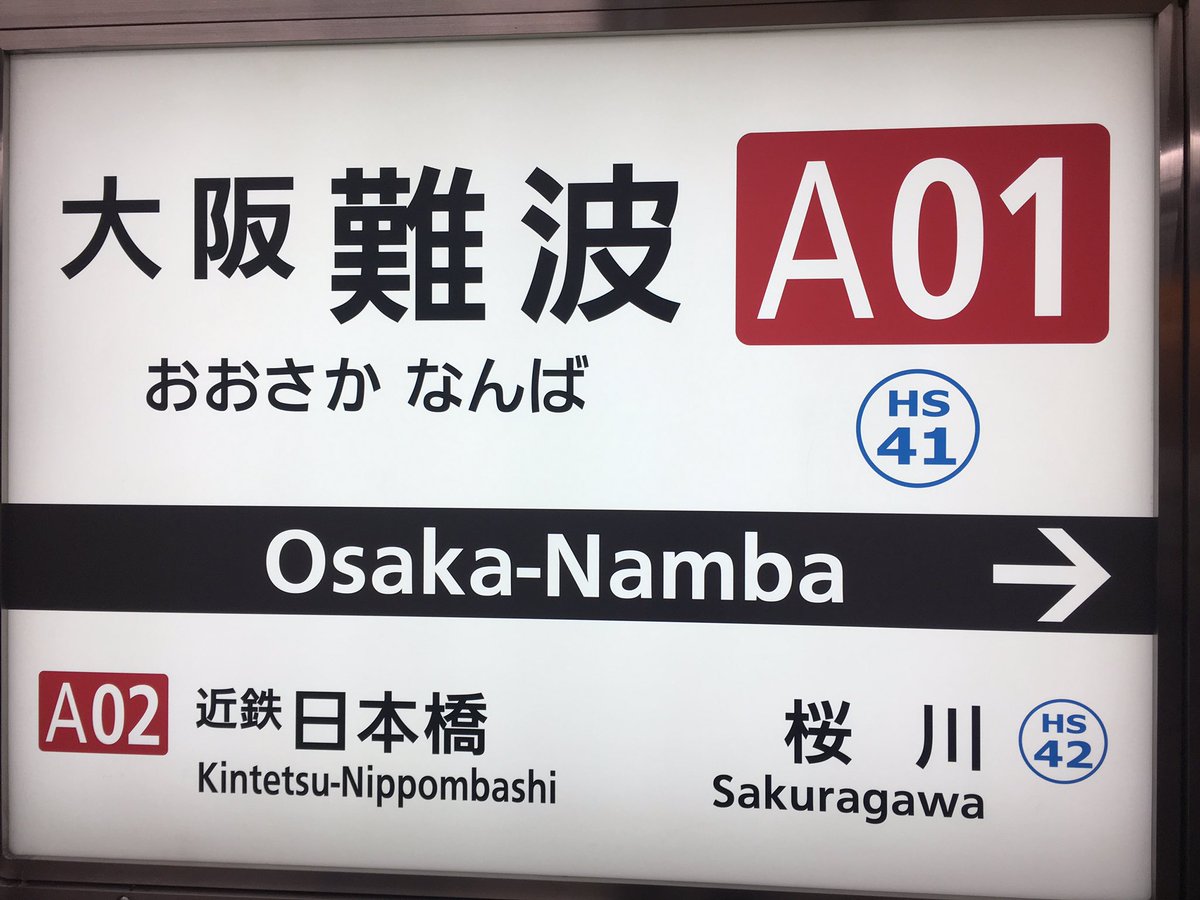 大阪難波 A01
おおさか なんば
HS
41
Osaka-Namba →
A02 近鉄日本橋 桜川 HS 42
Kintetsu-Nippombashi Sakuragawa